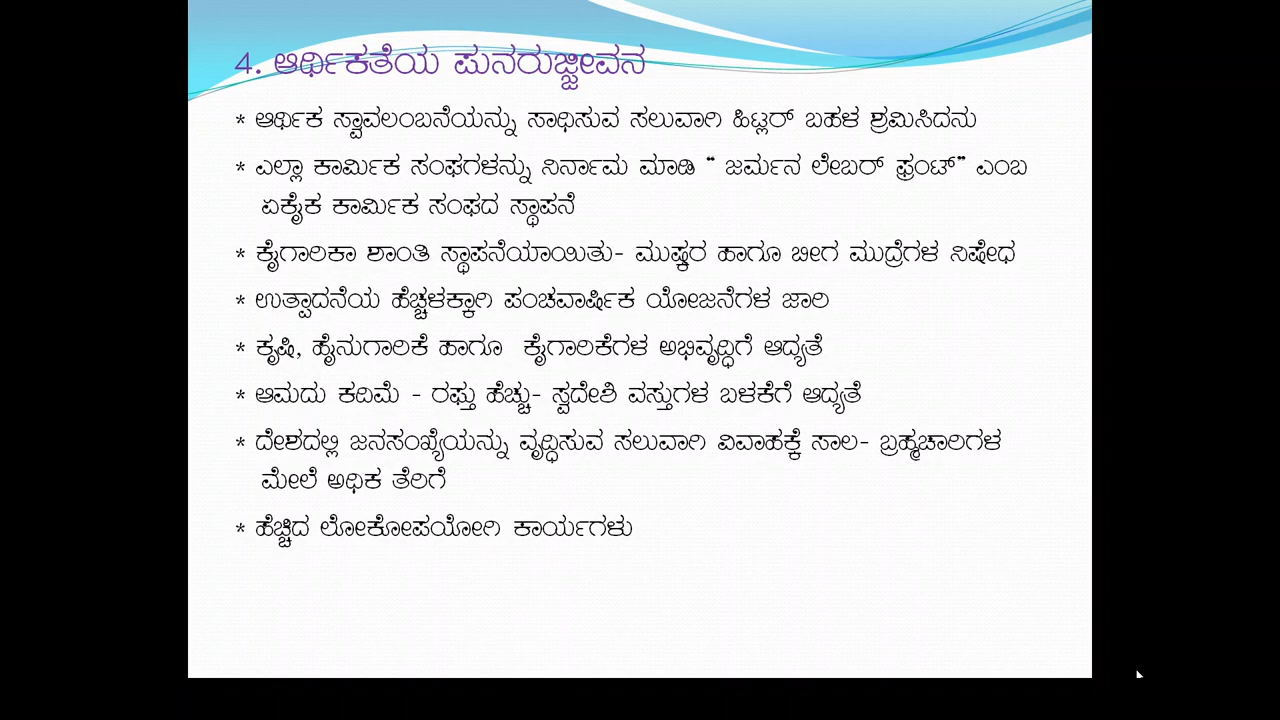 4. ಆರ್ಥಿಕತೆಯ ಪುನರುಜ್ಜೀವನ
* ಆರ್ಥಿಕ ಸ್ವಾವಲಂಬನೆಯನ್ನು ಸಾಧಿಸುವ ಸಲುವಾಗಿ ಹಿಟ್ಲರ್ ಬಹಳ ಶ್ರಮಿಸಿದನು
* ಎಲ್ಲಾ ಕಾರ್ಮಿಕ ಸಂಘಗಳನ್ನು ನಿರ್ನಾಮ ಮಾಡಿ “ ಜರ್ಮನ ಲೇಬರ್ ಫ್ರಂಟ್” ಎಂಬ
ಏಕೈಕ ಕಾರ್ಮಿಕ ಸಂಘದ ಸ್ಥಾಪನೆ
* ಕೈಗಾರಿಕಾ ಶಾಂತಿ ಸ್ಥಾಪನೆಯಾಯಿತು- ಮುಷ್ಕರ ಹಾಗೂ ಬೀಗ ಮುದ್ರೆಗಳ ನಿಷೇಧ
* ಉತ್ಪಾದನೆಯ ಹೆಚ್ಚಳಕ್ಕಾಗಿ ಪಂಚವಾರ್ಷಿಕ ಯೋಜನೆಗಳ ಜಾರಿ
* ಕೃಷಿ, ಹೈನುಗಾರಿಕೆ ಹಾಗೂ ಕೈಗಾರಿಕೆಗಳ ಅಭಿವೃದ್ಧಿಗೆ ಆದ್ಯತೆ
* ಆಮದು ಕಡಿಮೆ - ರಫ್ತು ಹೆಚ್ಚು- ಸ್ವದೇಶಿ ವಸ್ತುಗಳ ಬಳಕೆಗೆ ಆದ್ಯತೆ
* ದೇಶದಲ್ಲಿ ಜನಸಂಖ್ಯೆಯನ್ನು ವೃದ್ಧಿಸುವ ಸಲುವಾಗಿ ವಿವಾಹಕ್ಕೆ ಸಾಲ- ಬ್ರಹ್ಮಚಾರಿಗಳ
ಮೇಲೆ ಅಧಿಕ ತೆರಿಗೆ
* ಹೆಚ್ಚಿದ ಲೋಕೋಪಯೋಗಿ ಕಾರ್ಯಗಳು